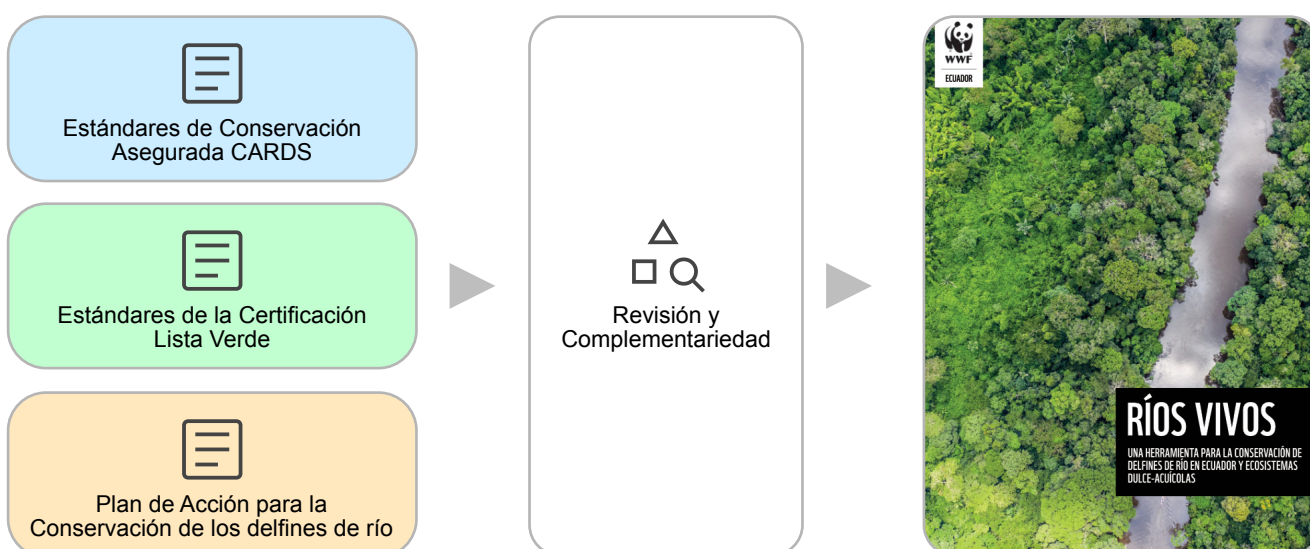 Estándares de Conservación
Asegurada CARDS
Estándares de la Certificación
Lista Verde
Plan de Acción para la
Conservación de los delfines de río
Revisión y
Complementariedad
WWF
ECUADOR
RÍOS VIVOS
UNA HERRAMIENTA PARA LA CONSERVACIÓN DE
DELFINES DE RÍO EN ECUADOR Y ECOSISTEMAS
DULCE-ACUÍCOLAS